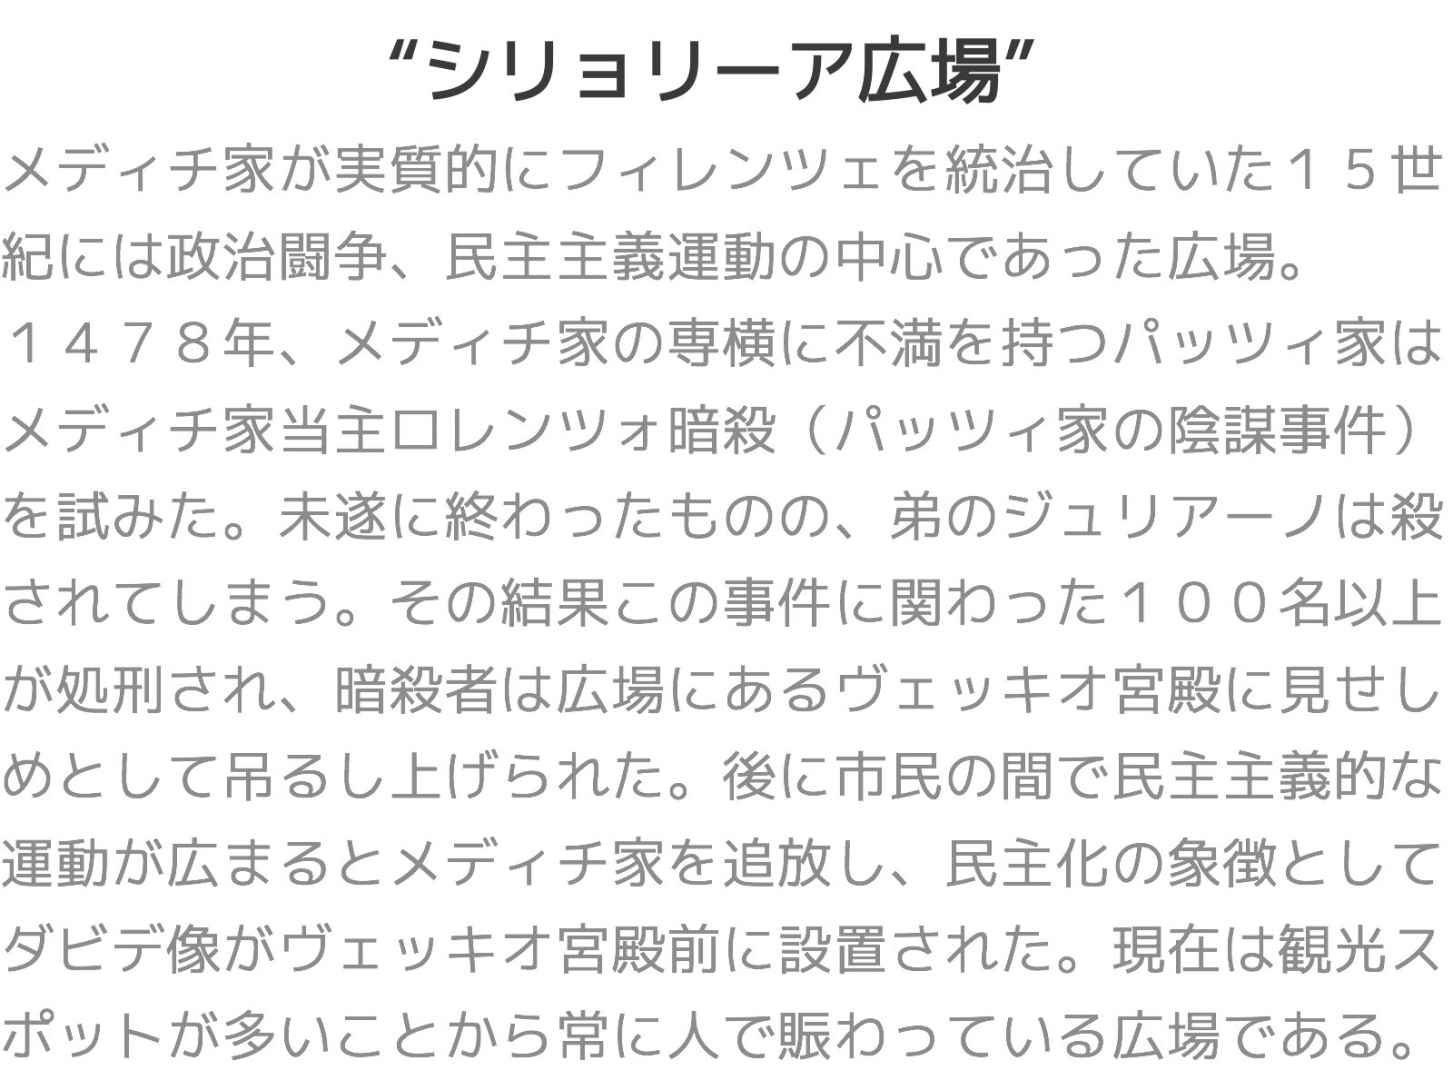 “シリョリーア広場”
メディチ家が実質的にフィレンツェを統治していた１５世
紀には政治闘争、民主主義運動の中心であった広場。
１４７８年、メディチ家の専横に不満を持つパッツィ家は
メディチ家当主ロレンツォ暗殺（パッツィ家の陰謀事件）
を試みた。未遂に終わったものの、弟のジュリアーノは殺
されてしまう。その結果この事件に関わった１００名以上
が処刑され、暗殺者は広場にあるヴェッキオ宮殿に見せし
めとして吊るし上げられた。後に市民の間で民主主義的な
運動が広まるとメディチ家を追放し、民主化の象徴として
ダビデ像がヴェッキオ宮殿前に設置された。現在は観光ス
ポットが多いことから常に人で賑わっている広場である。